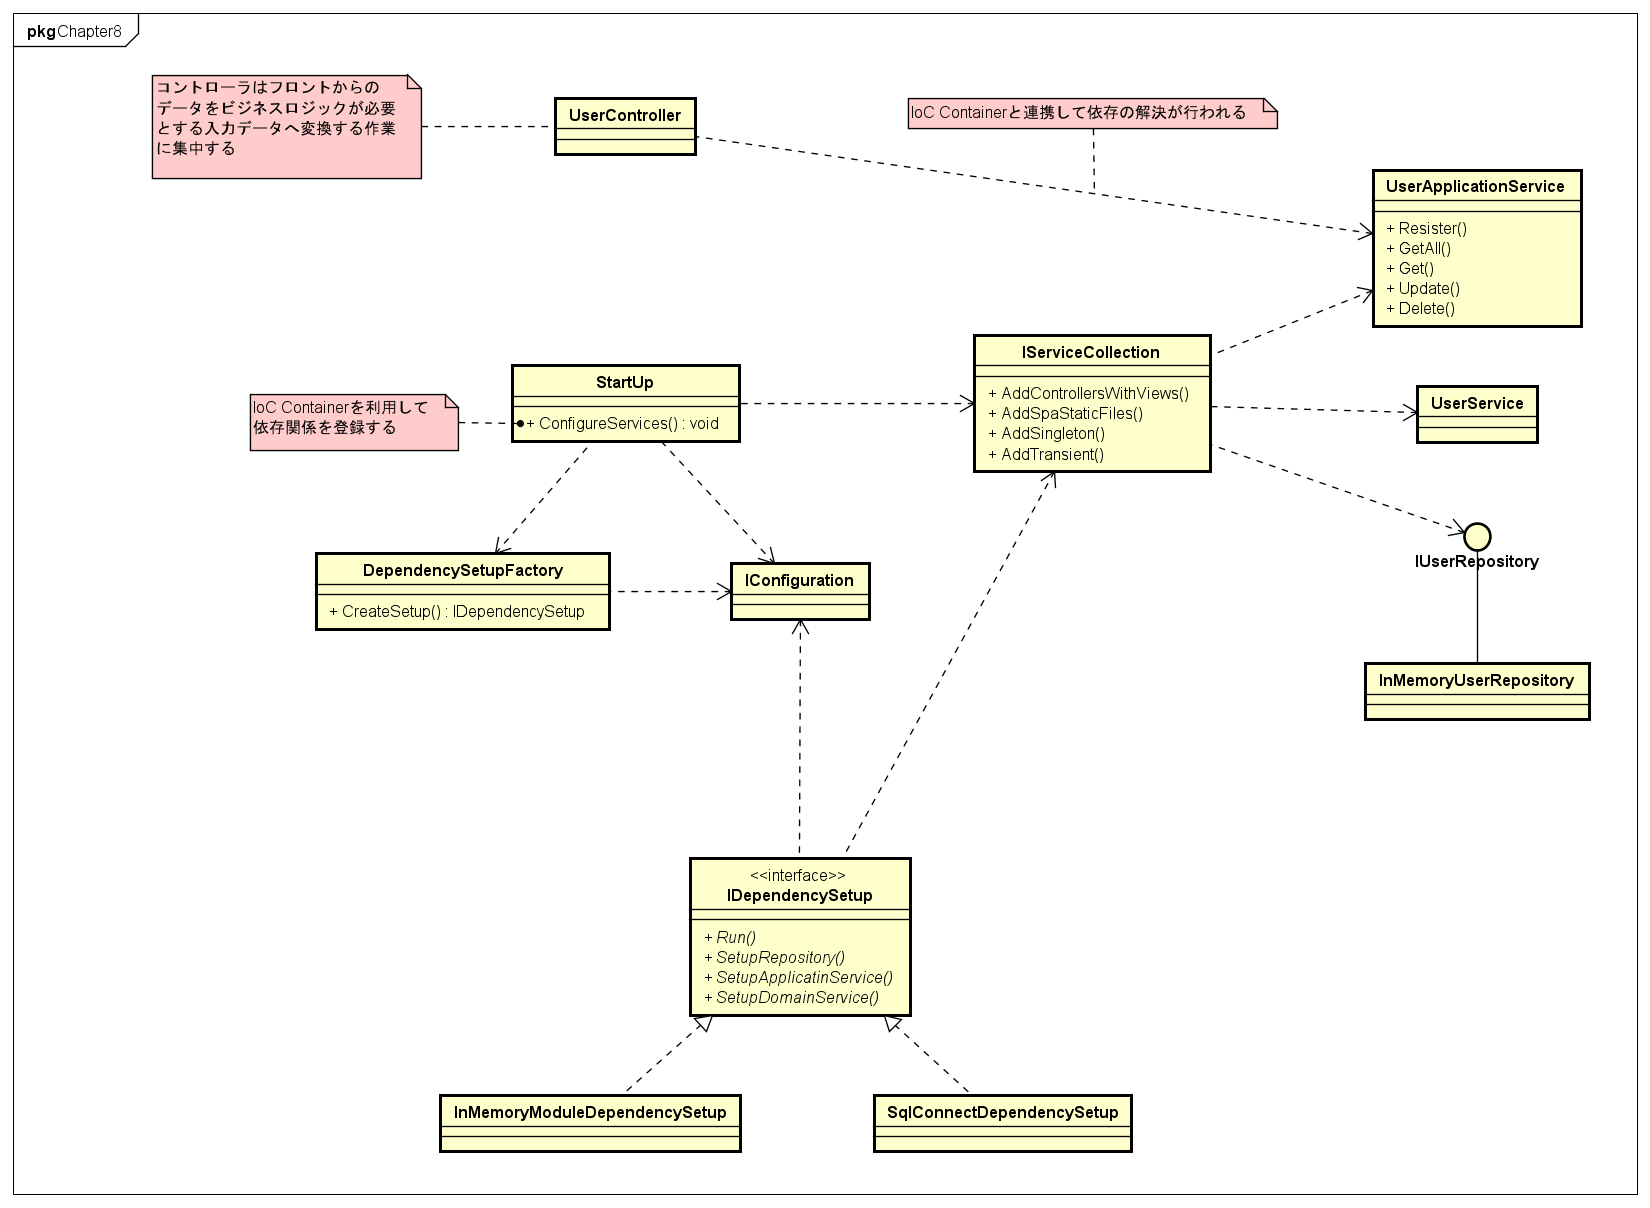 pkg Chapter8
コントローラはフロントからの
データをビジネスロジックが必要
とする入力データへ変換する作業
に集中する
UserController
IoC Containerと連携して依存の解決が行われる
UserApplicationService
+ Resister()
+ GetAll()
+ Get()
+ Update()
+ Delete()
IServiceCollection
+ AddControllersWithViews()
+ AddSpaStaticFiles()
+ AddSingleton()
+ AddTransient()
StartUp
+ ConfigureServices() : void
IoC Containerを利用して
依存関係を登録する
UserService
IUserRepository
DependencySetupFactory
+ CreateSetup() : IDependencySetup
IConfiguration
InMemoryUserRepository
<<interface>>
IDependencySetup
+ Run()
+ SetupRepository()
+ SetupApplicatinService()
+ SetupDomainService()
InMemoryModuleDependencySetup
SqlConnectDependencySetup